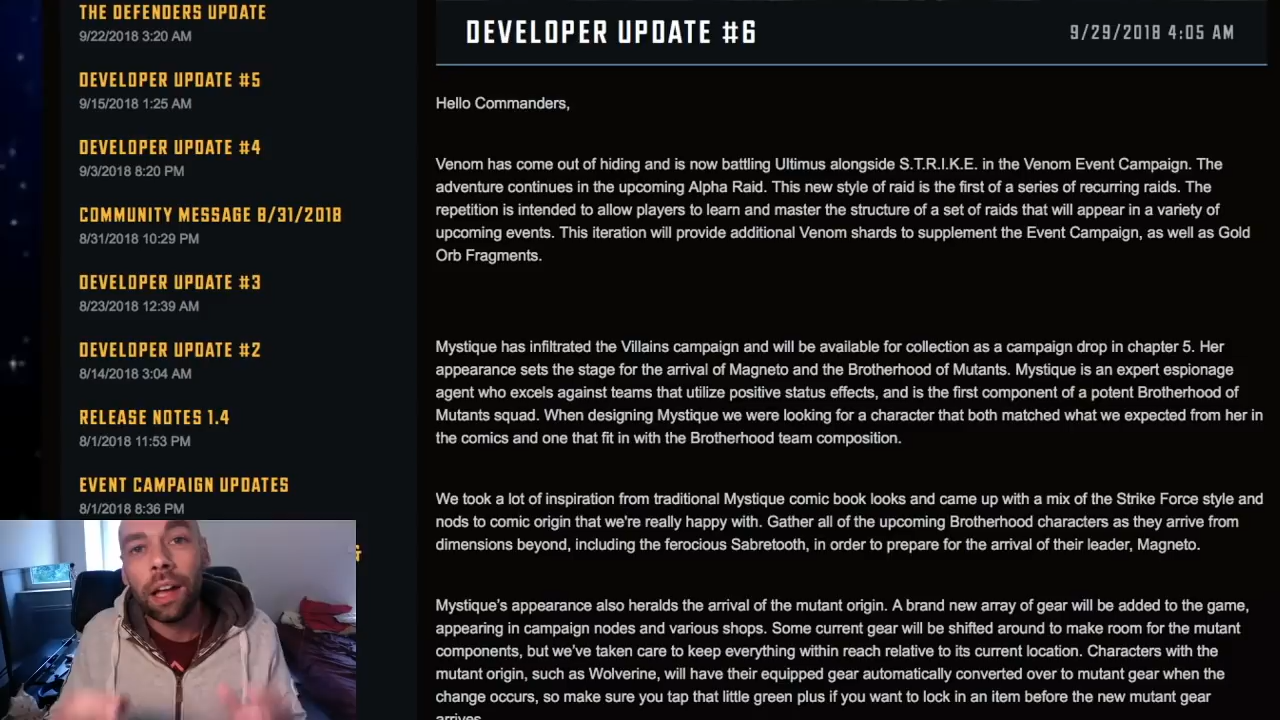 THE DEFENDERS UPDATE
9/22/2018 3:20 AM
DEVELOPER UPDATE #5
9/15/2018 1:25 AM
DEVELOPER UPDATE #4
9/3/2018 8:20 PM
COMMUNITY MESSAGE 8/31/2018
8/31/2018 10:29 PM
DEVELOPER UPDATE #3
8/23/2018 12:39 AM
DEVELOPER UPDATE #2
8/14/2018 3:04 AM
RELEASE NOTES 1.4
8/1/2018 11:53 PM
EVENT CAMPAIGN UPDATES
8/1/2018 8:36 PM
DEVELOPER UPDATE #6
9/29/2018 4:05 AM
Hello Commanders,
Venom has come out of hiding and is now battling Ultimus alongside S.T.R.I.K.E. in the Venom Event Campaign. The
adventure continues in the upcoming Alpha Raid. This new style of raid is the first of a series of recurring raids. The
repetition is intended to allow players to learn and master the structure of a set of raids that will appear in a variety of
upcoming events. This iteration will provide additional Venom shards to supplement the Event Campaign, as well as Gold
Orb Fragments.
Mystique has infiltrated the Villains campaign and will be available for collection as a campaign drop in chapter 5. Her
appearance sets the stage for the arrival of Magneto and the Brotherhood of Mutants. Mystique is an expert espionage
agent who excels against teams that utilize positive status effects, and is the first component of a potent Brotherhood of
Mutants squad. When designing Mystique we were looking for a character that both matched what we expected from her in
the comics and one that fit in with the Brotherhood team composition.
We took a lot of inspiration from traditional Mystique comic book looks and came up with a mix of the Strike Force style and
nods to comic origin that we're really happy with. Gather all of the upcoming Brotherhood characters as they arrive from
dimensions beyond, including the ferocious Sabretooth, in order to prepare for the arrival of their leader, Magneto.
Mystique's appearance also heralds the arrival of the mutant origin. A brand new array of gear will be added to the game,
appearing in campaign nodes and various shops. Some current gear will be shifted around to make room for the mutant
components, but we've taken care to keep everything within reach relative to its current location. Characters with the
mutant origin, such as Wolverine, will have their equipped gear automatically converted over to mutant gear when the
change occurs, so make sure you tap that little green plus if you want to lock in an item before the new mutant gear
arrives.